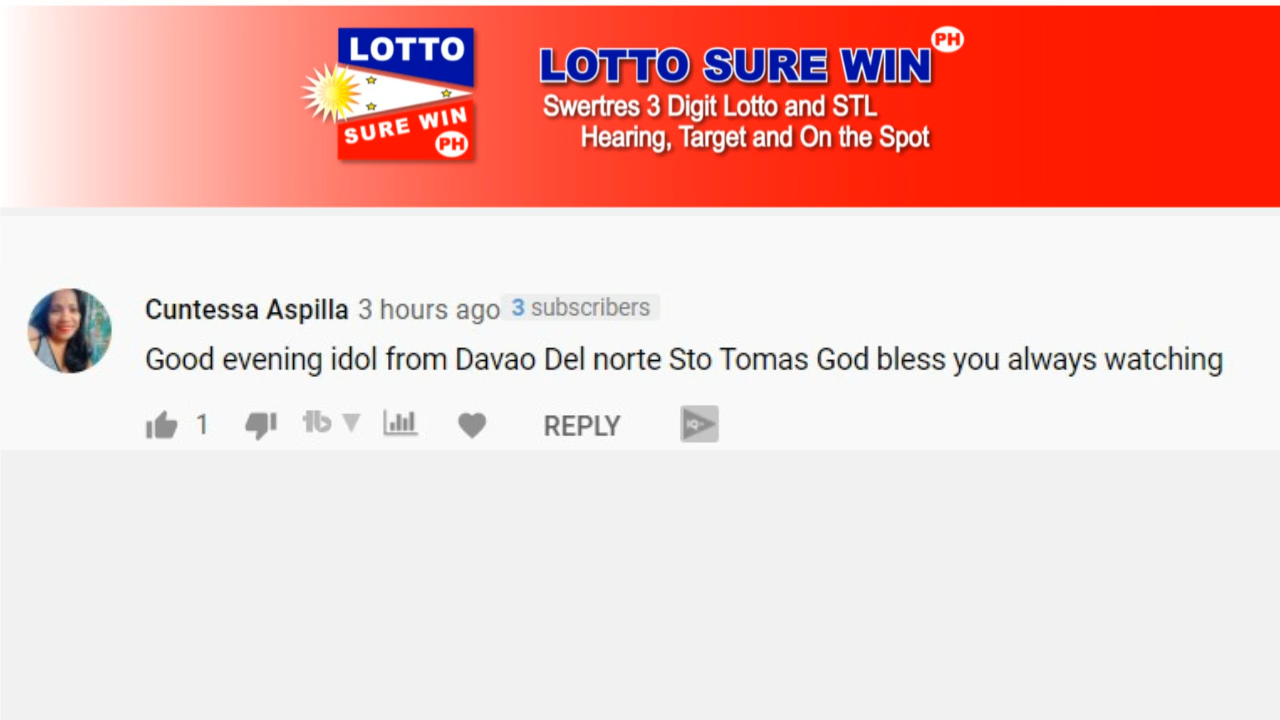 LOTTO
SURE WIN
PH
LOTTO SURE WIN PH
Swertres 3 Digit Lotto and STL
Hearing, Target and On the Spot
Cuntessa Aspilla 3 hours ago 3 subscribers
Good evening idol from Davao Del norte Sto Tomas God bless you always watching
1 REPLY